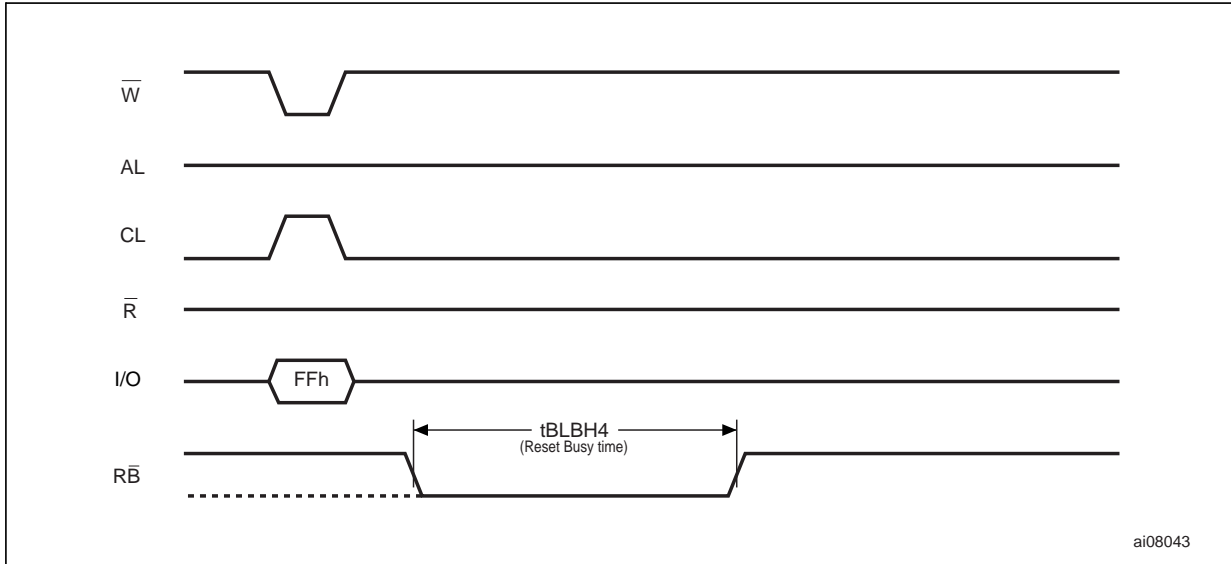 W̅
AL
CL
R̅
I/O
FFh
tBLBH4
(Reset Busy time)
RB̅
ai08043